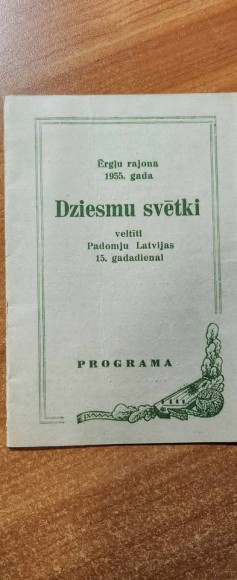 Ērgļu rajona
1955. gada
Dziesmu svētki
veltīti
Padomju Latvijas
15. gadadienai
PROGRAMA